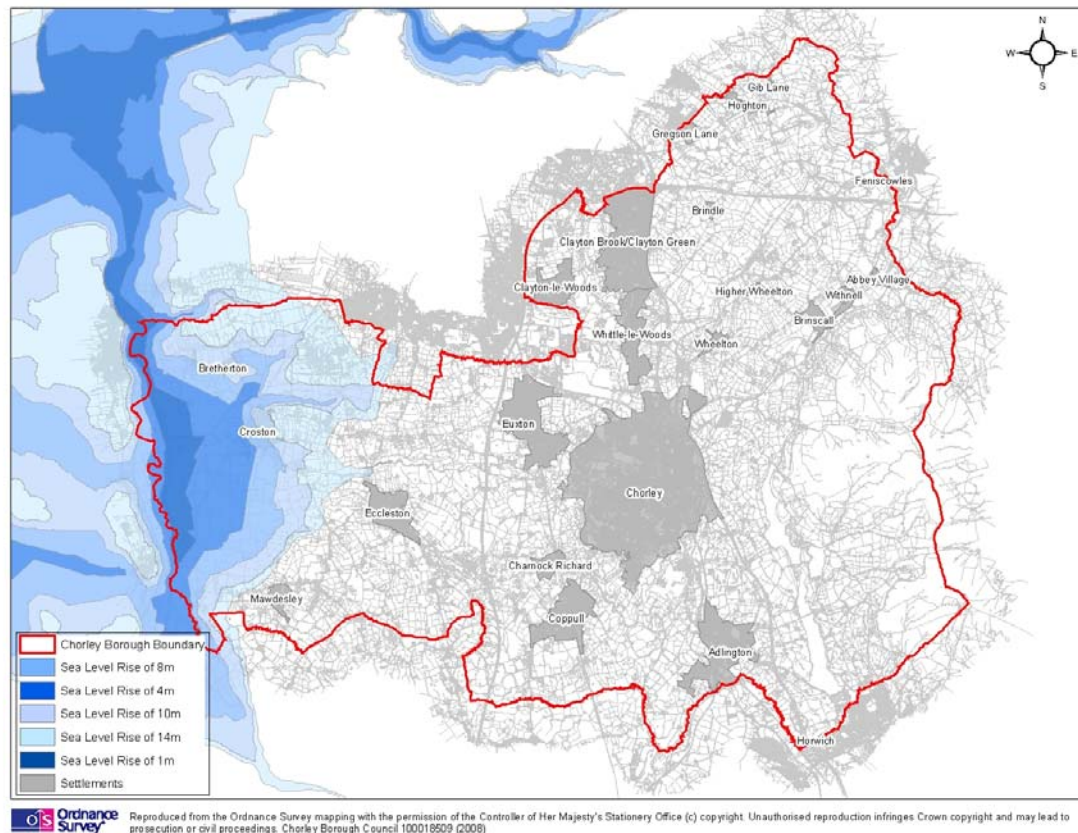 N
W E
S
Gib Lane
Hoghton
Gregson Lane
Feniscowles
Brindle
Clayton Brook/Clayton Green
Abbey Village
Clayton-le-Woods
Higher Wheelton
Withnell
Brinscall
Whittle-le-Woods
Wheelton
Bretherton
Croston
Euxton
Chorley
Eccleston
Charnock Richard
Mawdesley
Coppull
Adlington
Horwich
Chorley Borough Boundary
Sea Level Rise of 8m
Sea Level Rise of 4m
Sea Level Rise of 10m
Sea Level Rise of 14m
Sea Level Rise of 1m
Settlements
OS Ordnance Survey®
Reproduced from the Ordnance Survey mapping with the permission of the Controller of Her Majesty's Stationery Office (c) copyright. Unauthorised reproduction infringes Crown copyright and may lead to
prosecution or civil proceedings. Chorley Borough Council 100018509 (2008)